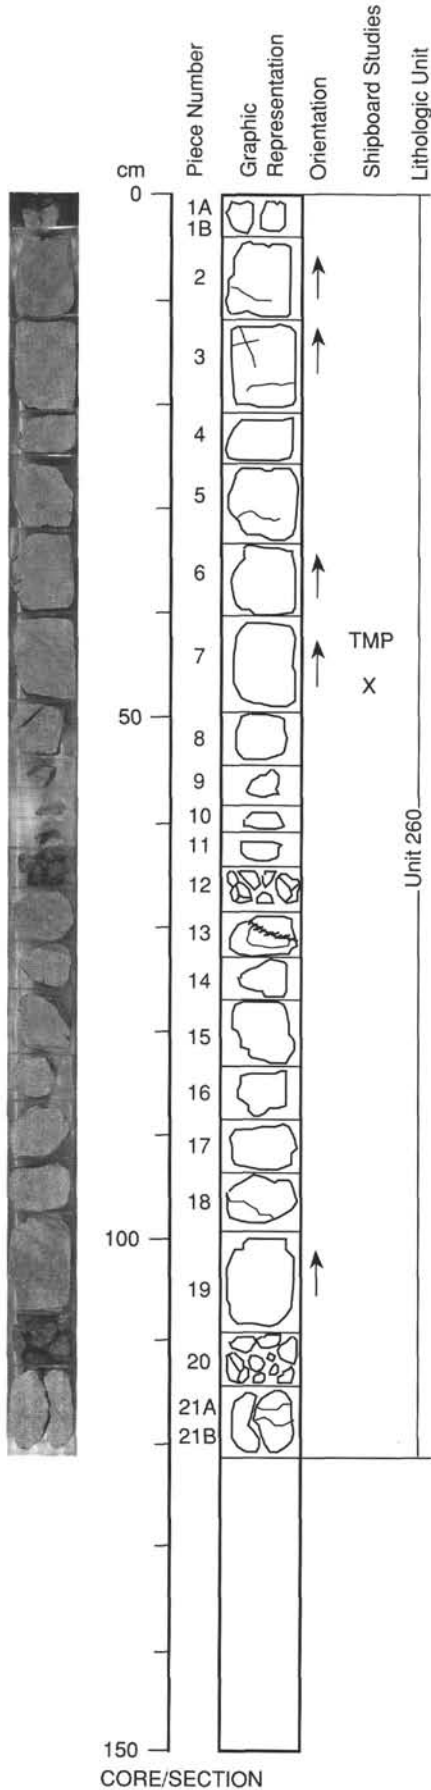 cm
Piece Number
Graphic
Representation
Orientation
Shipboard Studies
Lithologic Unit
0
1A
1B
2
3
4
5
6
7
TMP
X
50
8
9
10
11
12
Unit 260
13
14
15
16
17
18
100
19
20
21A
21B
150
CORE/SECTION